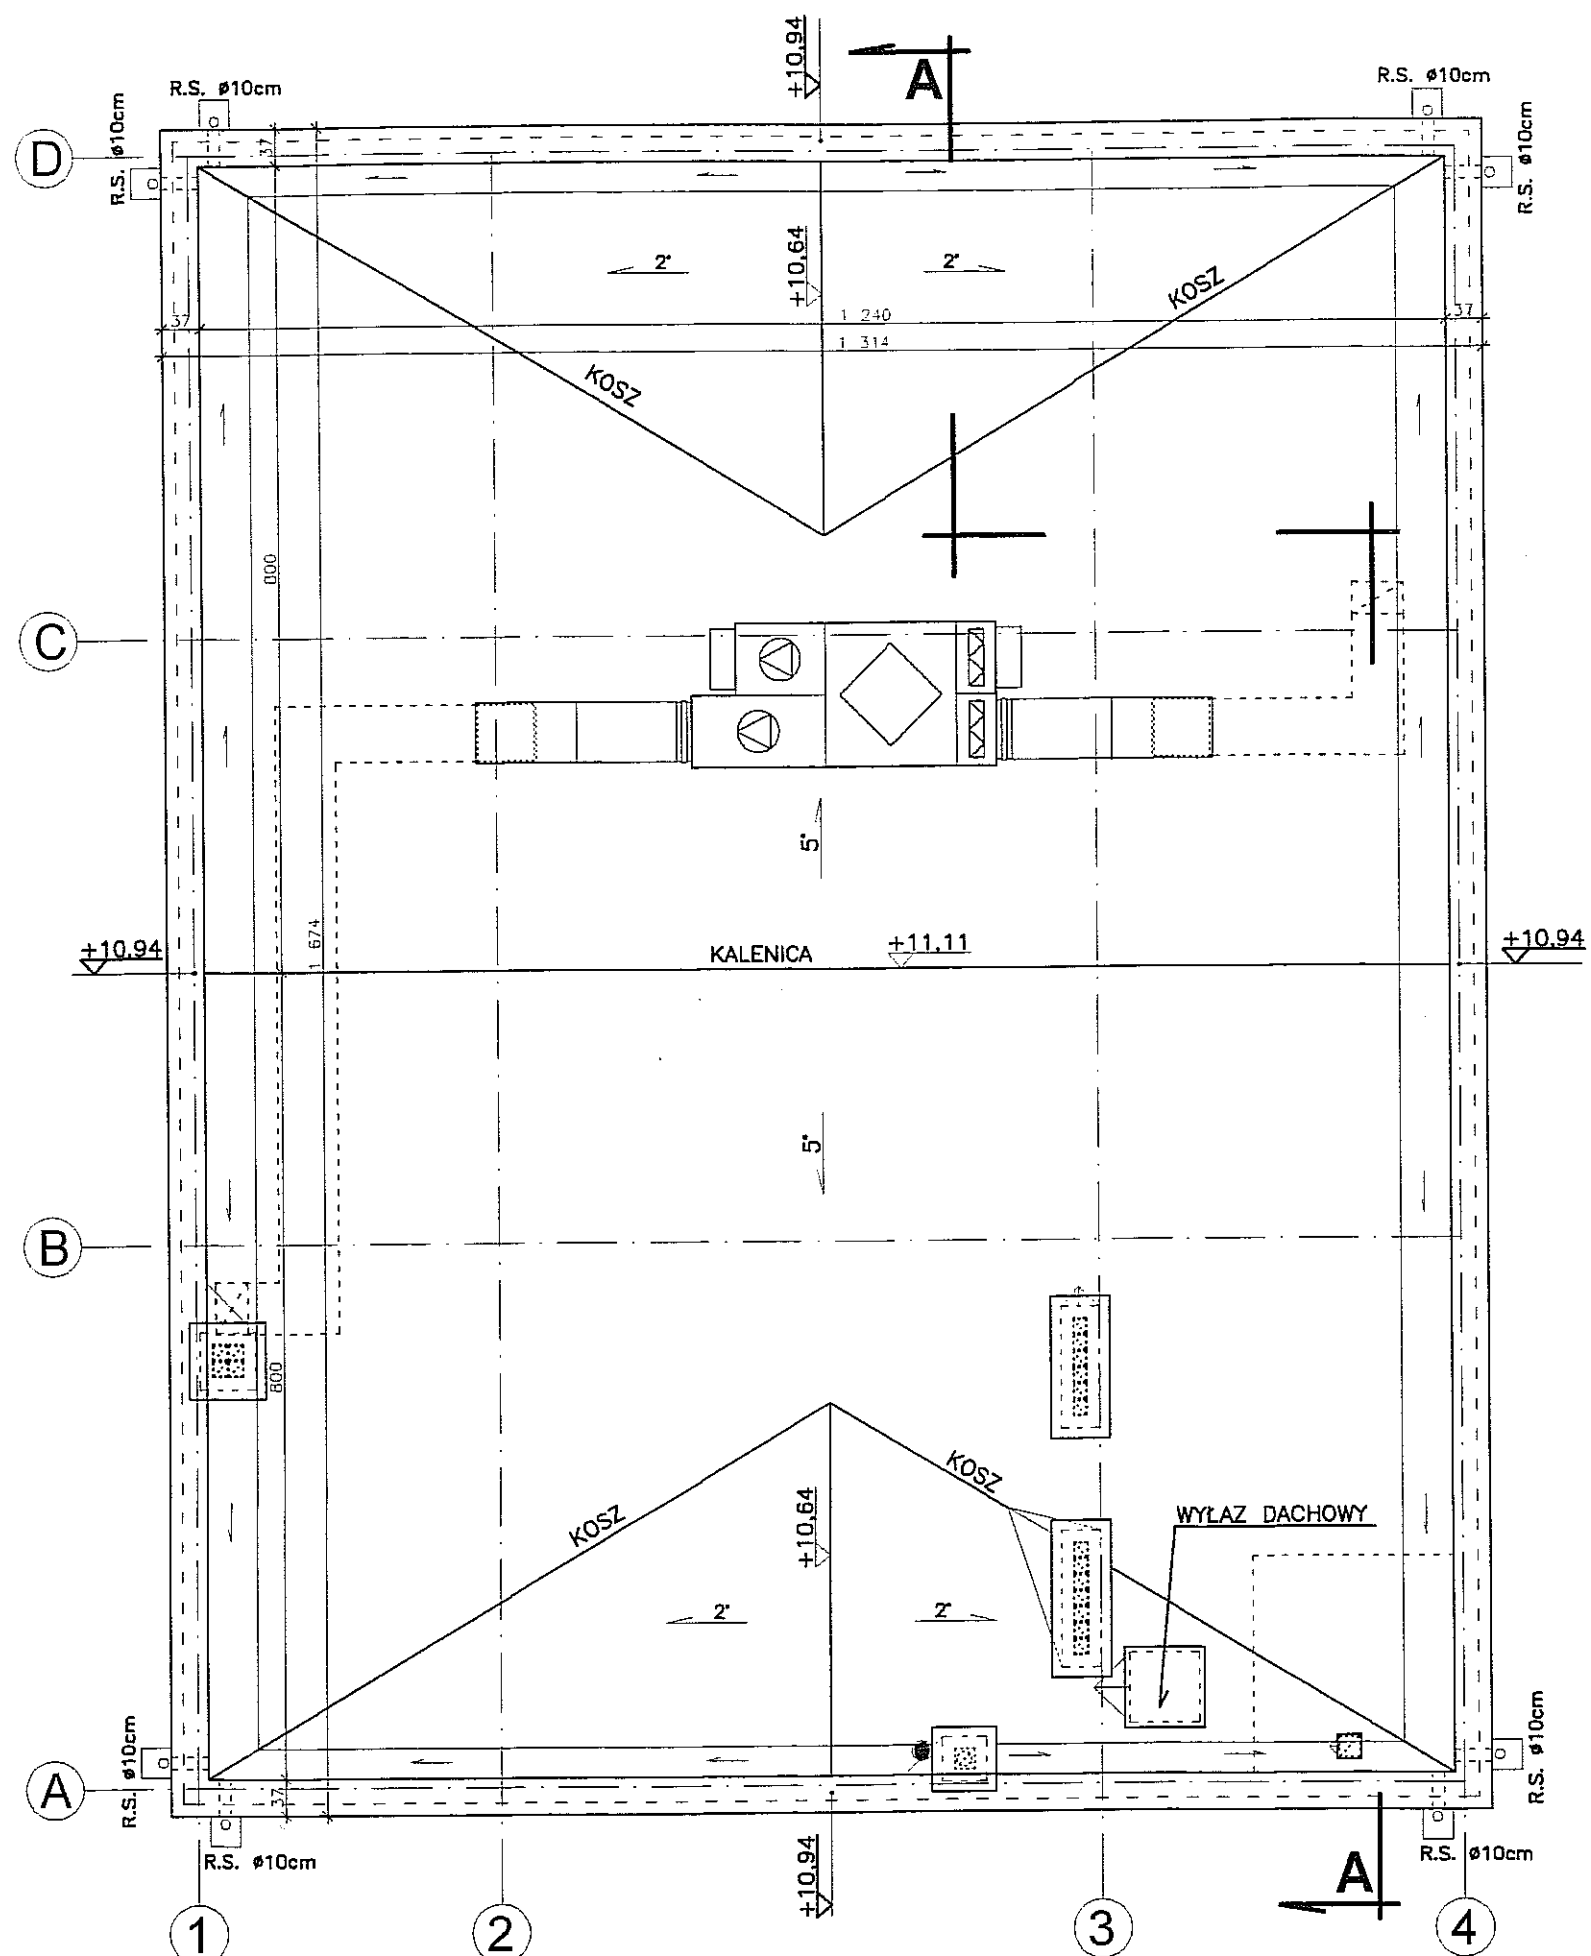 +10,94
A
R.S. ø10cm
R.S. ø10cm
R.S. ø10cm
R.S. ø10cm
D
37
2°
+10,64
2°
KOSZ
37
1 240
37
1 314
KOSZ
800
C
5°
1 674
+10,94
KALENICA
+11,11
+10,94
5°
B
800
KOSZ
KOSZ
+10,64
WYŁAZ DACHOWY
2°
2°
R.S. ø10cm
R.S. ø10cm
A
37
R.S. ø10cm
R.S. ø10cm
+10,94
A
1
2
3
4